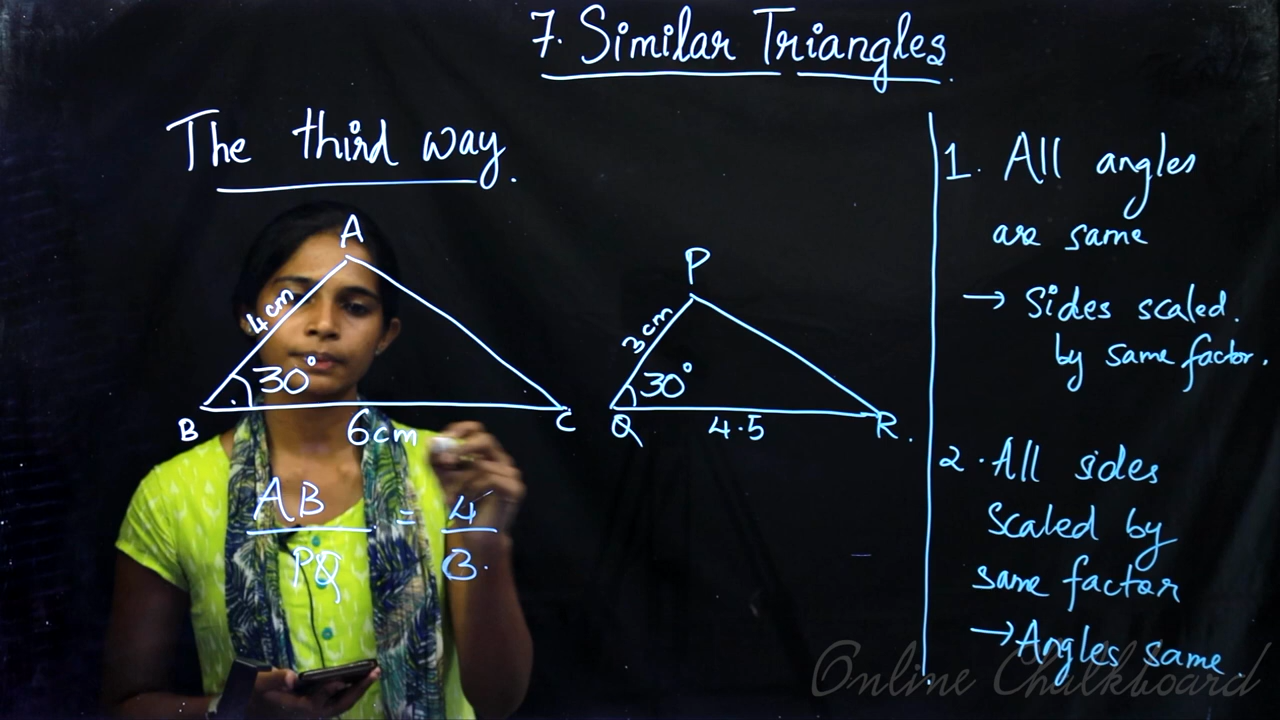 7. Similar Triangles.
The third way.
A
4cm
30°
B
6cm
C
P
3cm
30°
Q
4.5
R.
AB
PQ
=
4
3.
1. All angles
are same
→ Sides scaled.
by same factor.
2. All sides
scaled by
same factor
→ Angles same.
Online Chalkboard